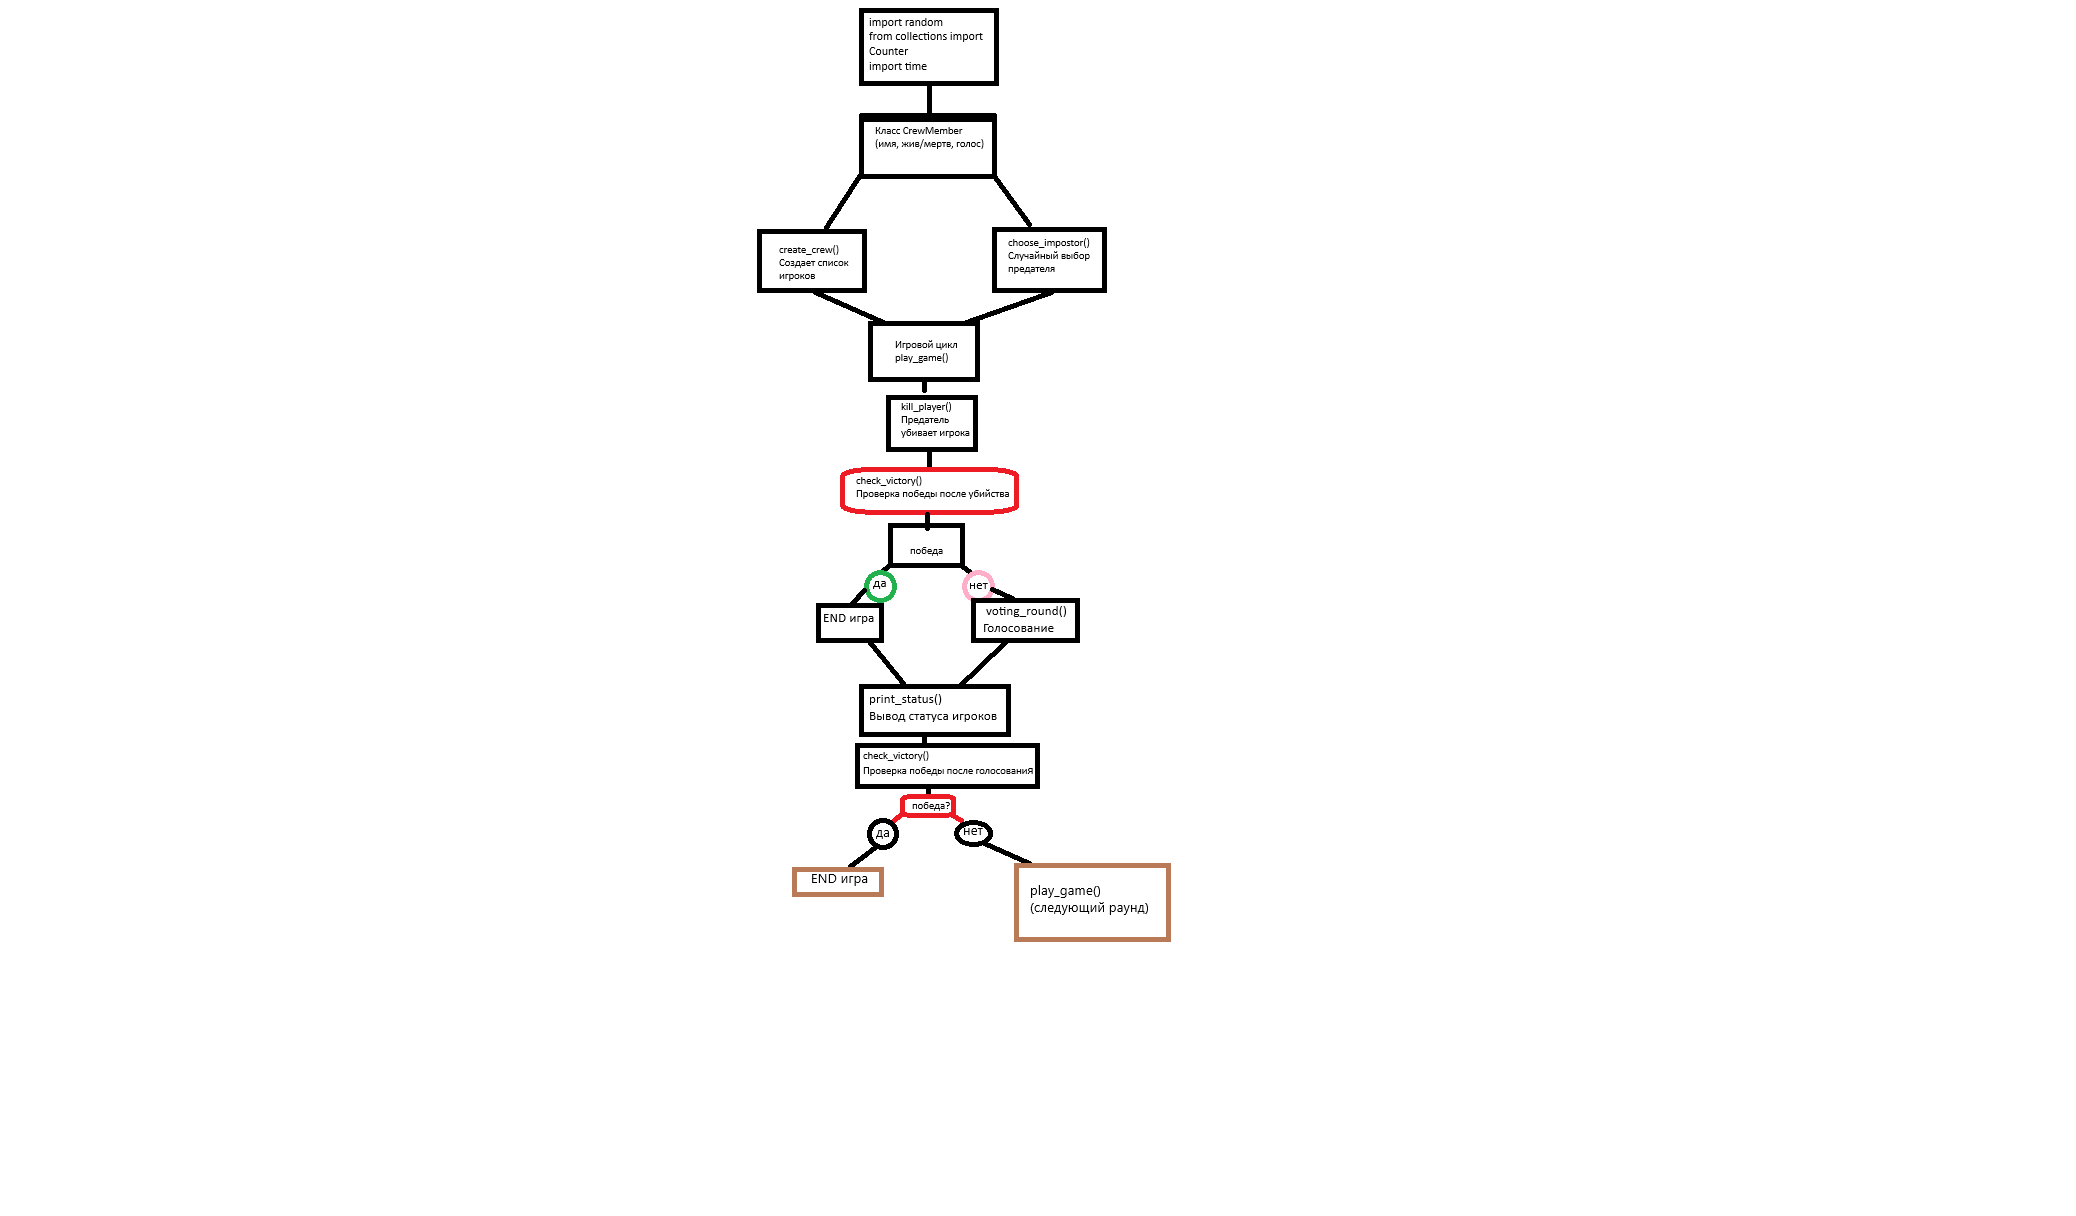 import random
from collections import
Counter
import time
Класс CrewMember
(имя, жив/мертв, голос)
create_crew()
Создает список
игроков
choose_impostor()
Случайный выбор
предателя
Игровой цикл
play_game()
kill_player()
Предатель
убивает игрока
check_victory()
Проверка победы после убийства
победа
да
нет
END игра
voting_round()
Голосование
print_status()
Вывод статуса игроков
check_victory()
Проверка победы после голосования
победа?
да
нет
END игра
play_game()
(следующий раунд)